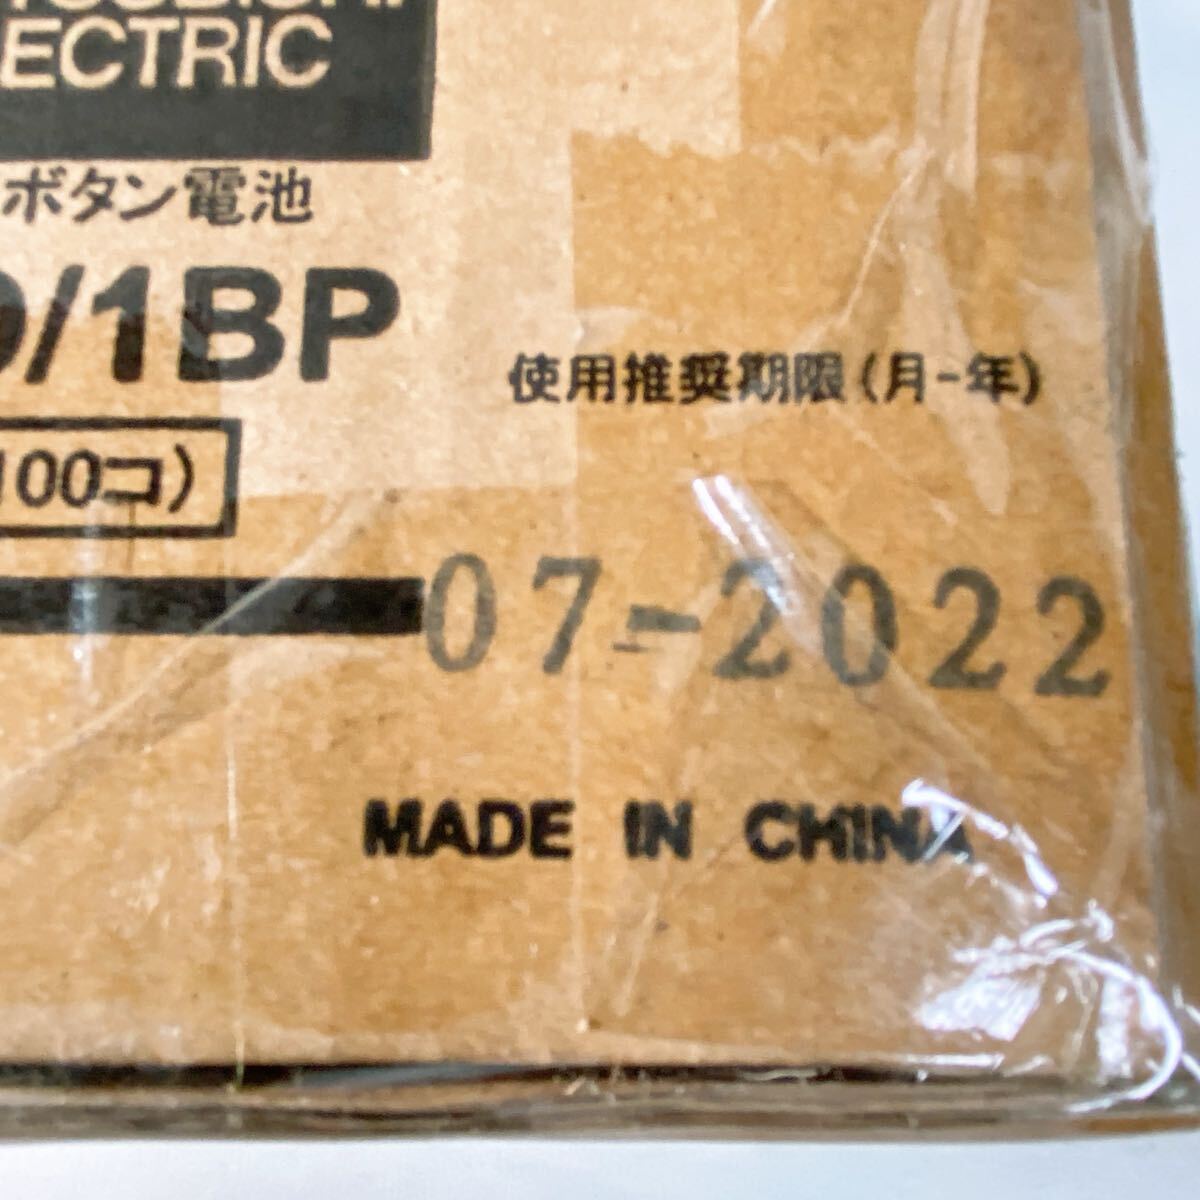 ECTRIC
ボタン電池
/1BP
使用推奨期限(月-年)
100コ)
07-2022
MADE IN CHINA